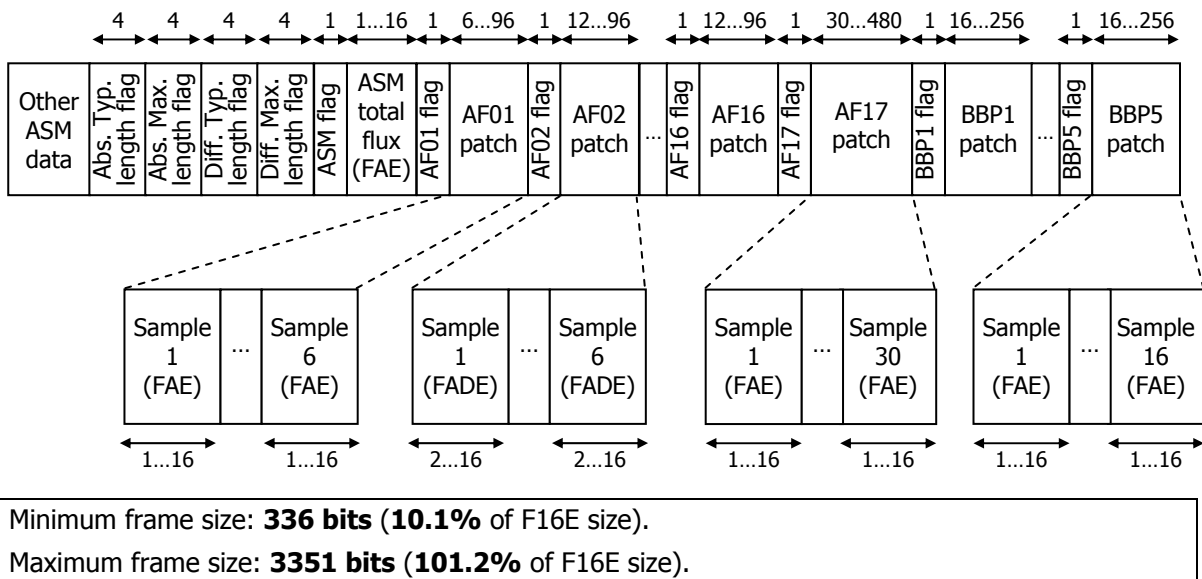 4 4 4 4 1 1...16 1 6...96 1 12...96 1 12...96 1 30...480 1 16...256 1 16...256
Other
ASM
data
Abs. Typ.
length flag
Abs. Max.
length flag
Diff. Typ.
length flag
Diff. Max.
length flag
ASM flag
ASM
total
flux
(FAE)
AF01 flag
AF01
patch
AF02 flag
AF02
patch
...
AF16 flag
AF16
patch
AF17 flag
AF17
patch
BBP1 flag
BBP1
patch
...
BBP5 flag
BBP5
patch
Sample
1
(FAE)
...
Sample
6
(FAE)
Sample
1
(FADE)
...
Sample
6
(FADE)
Sample
1
(FAE)
...
Sample
30
(FAE)
Sample
1
(FAE)
...
Sample
16
(FAE)
1...16 1...16 2...16 2...16 1...16 1...16 1...16 1...16
Minimum frame size: 336 bits (10.1% of F16E size).
Maximum frame size: 3351 bits (101.2% of F16E size).